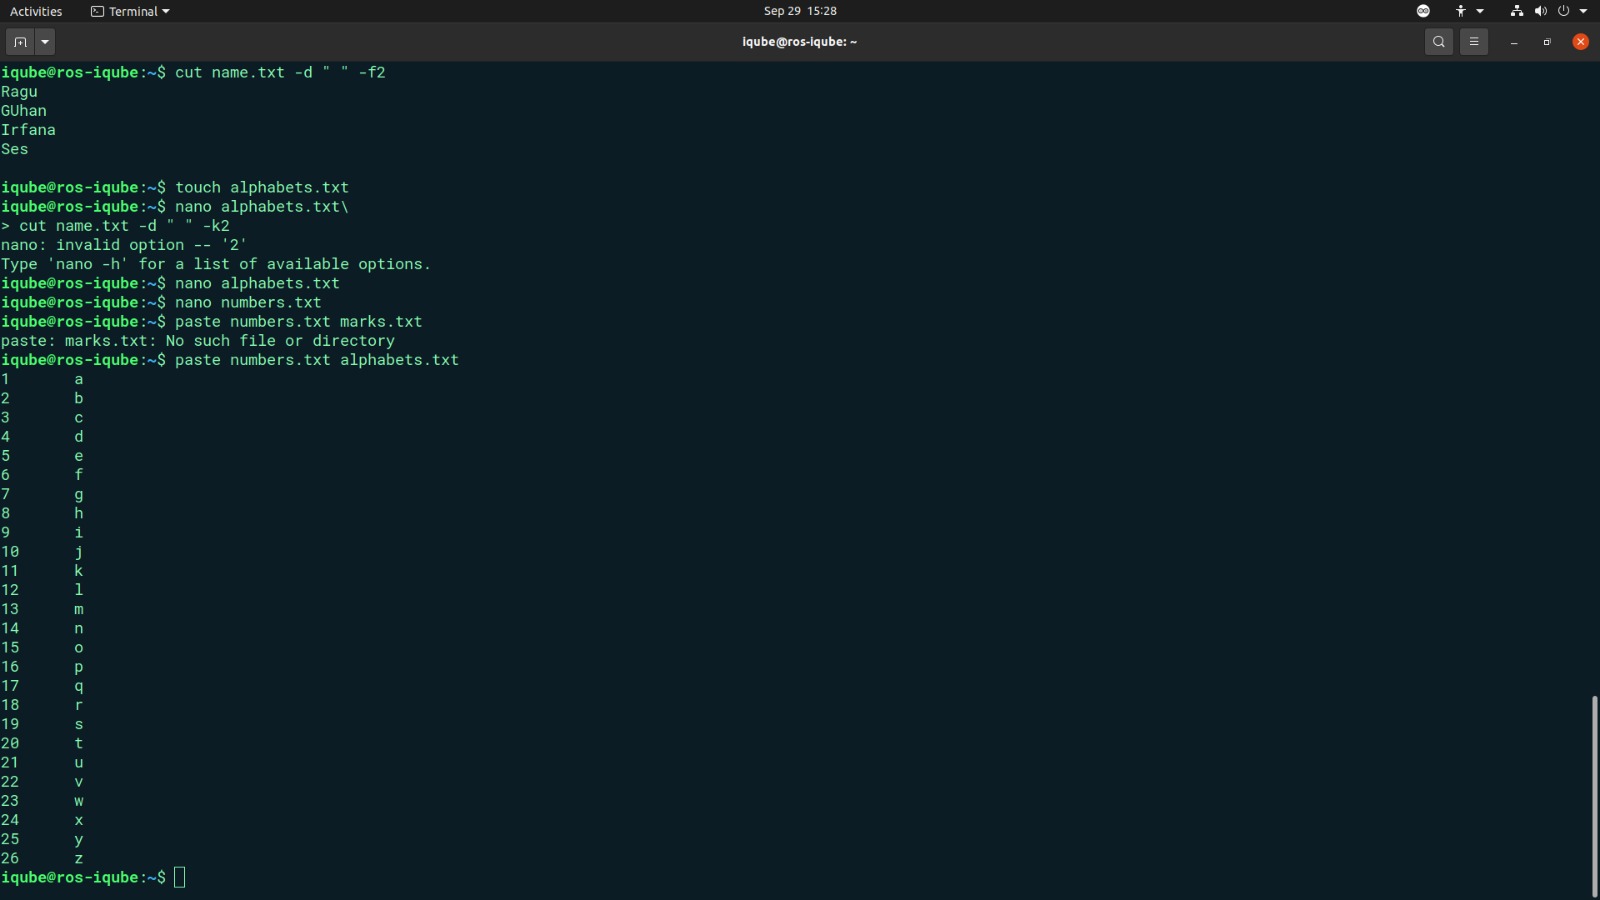 Activities Terminal Sep 29 15:28
iqube@ros-iqube: ~
iqube@ros-iqube:~$ cut name.txt -d " " -f2
Ragu
GUhan
Irfana
Ses
iqube@ros-iqube:~$ touch alphabets.txt
iqube@ros-iqube:~$ nano alphabets.txt\
> cut name.txt -d " " -k2
nano: invalid option -- '2'
Type 'nano -h' for a list of available options.
iqube@ros-iqube:~$ nano alphabets.txt
iqube@ros-iqube:~$ nano numbers.txt
iqube@ros-iqube:~$ paste numbers.txt marks.txt
paste: marks.txt: No such file or directory
iqube@ros-iqube:~$ paste numbers.txt alphabets.txt
1 a
2 b
3 c
4 d
5 e
6 f
7 g
8 h
9 i
10 j
11 k
12 l
13 m
14 n
15 o
16 p
17 q
18 r
19 s
20 t
21 u
22 v
23 w
24 x
25 y
26 z
iqube@ros-iqube:~$